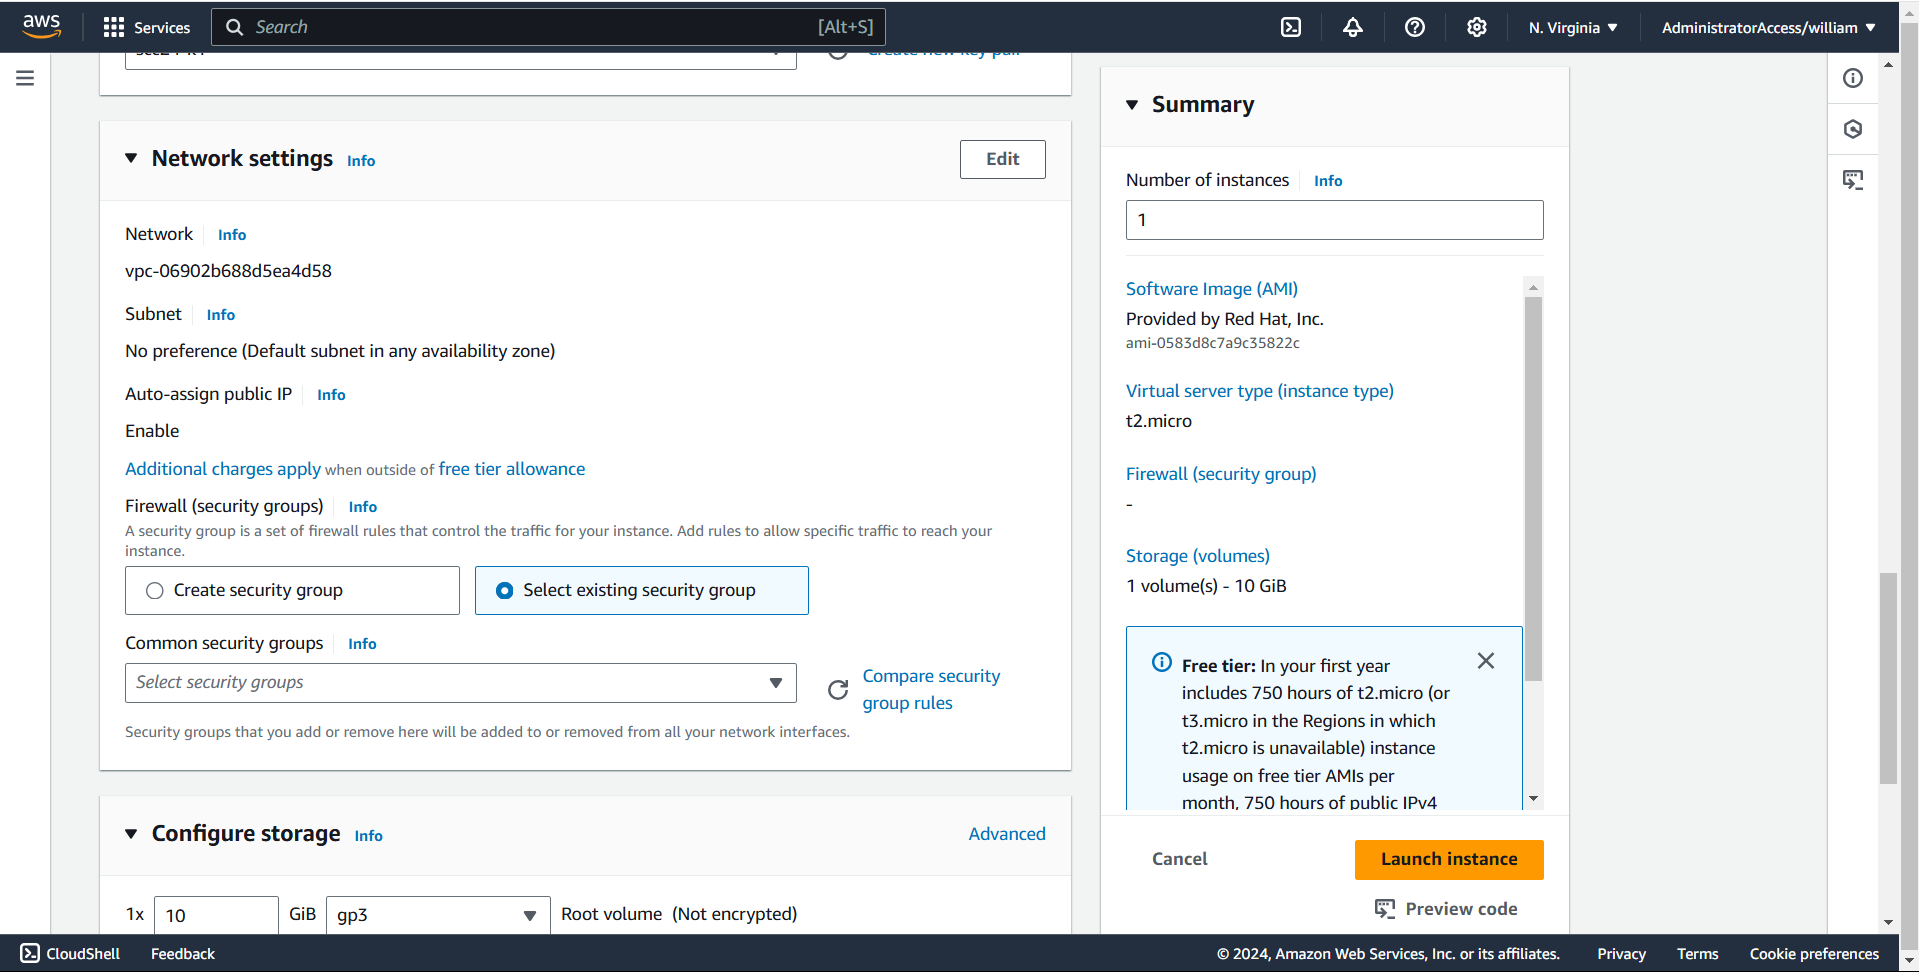 aws
Services
Search
[Alt+S]
N. Virginia
AdministratorAccess/william
Create new key pair
Network settings Info
Edit
Network Info
vpc-06902b688d5ea4d58
Subnet Info
No preference (Default subnet in any availability zone)
Auto-assign public IP Info
Enable
Additional charges apply when outside of free tier allowance
Firewall (security groups) Info
A security group is a set of firewall rules that control the traffic for your instance. Add rules to allow specific traffic to reach your
instance.
Create security group
Select existing security group
Common security groups Info
Select security groups
Compare security
group rules
Security groups that you add or remove here will be added to or removed from all your network interfaces.
Configure storage Info
Advanced
1x 10 GiB gp3 Root volume (Not encrypted)
Summary
Number of instances Info
1
Software Image (AMI)
Provided by Red Hat, Inc.
ami-0583d8c7a9c35822c
Virtual server type (instance type)
t2.micro
Firewall (security group)
-
Storage (volumes)
1 volume(s) - 10 GiB
Free tier: In your first year
includes 750 hours of t2.micro (or
t3.micro in the Regions in which
t2.micro is unavailable) instance
usage on free tier AMIs per
month, 750 hours of public IPv4
Cancel
Launch instance
Preview code
CloudShell
Feedback
© 2024, Amazon Web Services, Inc. or its affiliates.
Privacy
Terms
Cookie preferences